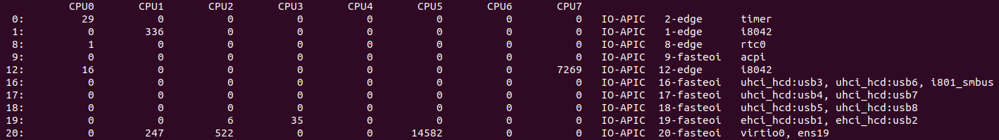 CPU0 CPU1 CPU2 CPU3 CPU4 CPU5 CPU6 CPU7
0: 29 0 0 0 0 0 0 0 IO-APIC 2-edge timer
1: 0 336 0 0 0 0 0 0 IO-APIC 1-edge i8042
8: 1 0 0 0 0 0 0 0 IO-APIC 8-edge rtc0
9: 0 0 0 0 0 0 0 0 IO-APIC 9-fasteoi acpi
12: 16 0 0 0 0 0 0 7269 IO-APIC 12-edge i8042
16: 0 0 0 0 0 0 0 0 IO-APIC 16-fasteoi uhci_hcd:usb3, uhci_hcd:usb6, i801_smbus
17: 0 0 0 0 0 0 0 0 IO-APIC 17-fasteoi uhci_hcd:usb4, uhci_hcd:usb7
18: 0 0 0 0 0 0 0 0 IO-APIC 18-fasteoi uhci_hcd:usb5, uhci_hcd:usb8
19: 0 0 6 35 0 0 0 0 IO-APIC 19-fasteoi ehci_hcd:usb1, ehci_hcd:usb2
20: 0 247 522 0 0 14582 0 0 IO-APIC 20-fasteoi virtio0, ens19